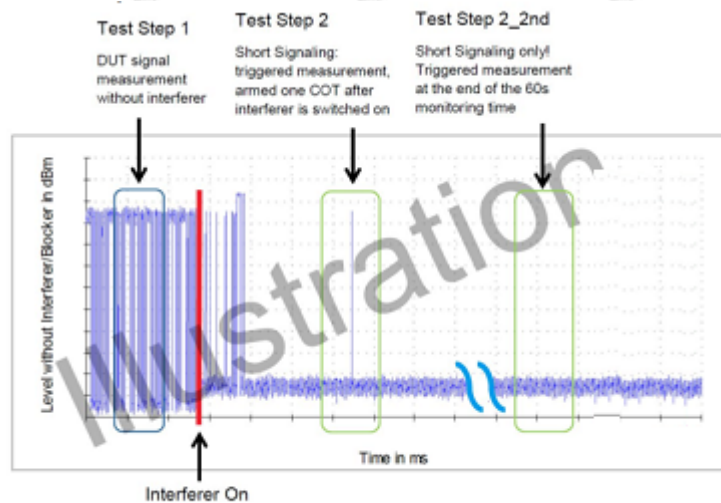 Test Step 1
DUT signal
measurement
without interferer
Test Step 2
Short Signaling:
triggered measurement,
armed one COT after
interferer is switched on
Test Step 2_2nd
Short Signaling only!
Triggered measurement
at the end of the 60s
monitoring time
Level without Interferer/Blocker in dBm
Illustration
Time in ms
Interferer On